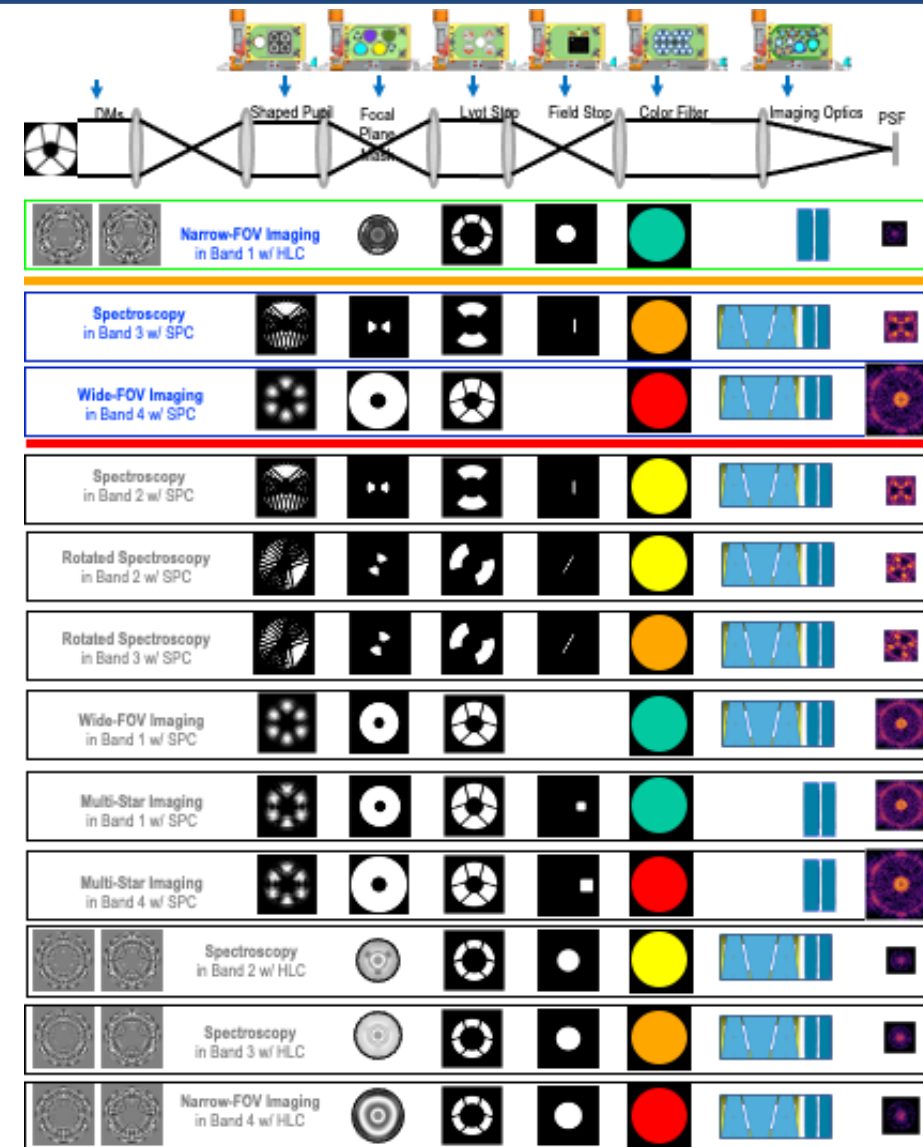 DMs
Shaped Pupil
Focal
Plane
Mask
Lyot Stop
Field Stop
Color Filter
Imaging Optics
PSF
Narrow-FOV Imaging
in Band 1 w/ HLC
Spectroscopy
in Band 3 w/ SPC
Wide-FOV Imaging
in Band 4 w/ SPC
Spectroscopy
in Band 2 w/ SPC
Rotated Spectroscopy
in Band 2 w/ SPC
Rotated Spectroscopy
in Band 3 w/ SPC
Wide-FOV Imaging
in Band 1 w/ SPC
Multi-Star Imaging
in Band 1 w/ SPC
Multi-Star Imaging
in Band 4 w/ SPC
Spectroscopy
in Band 2 w/ HLC
Spectroscopy
in Band 3 w/ HLC
Narrow-FOV Imaging
in Band 4 w/ HLC